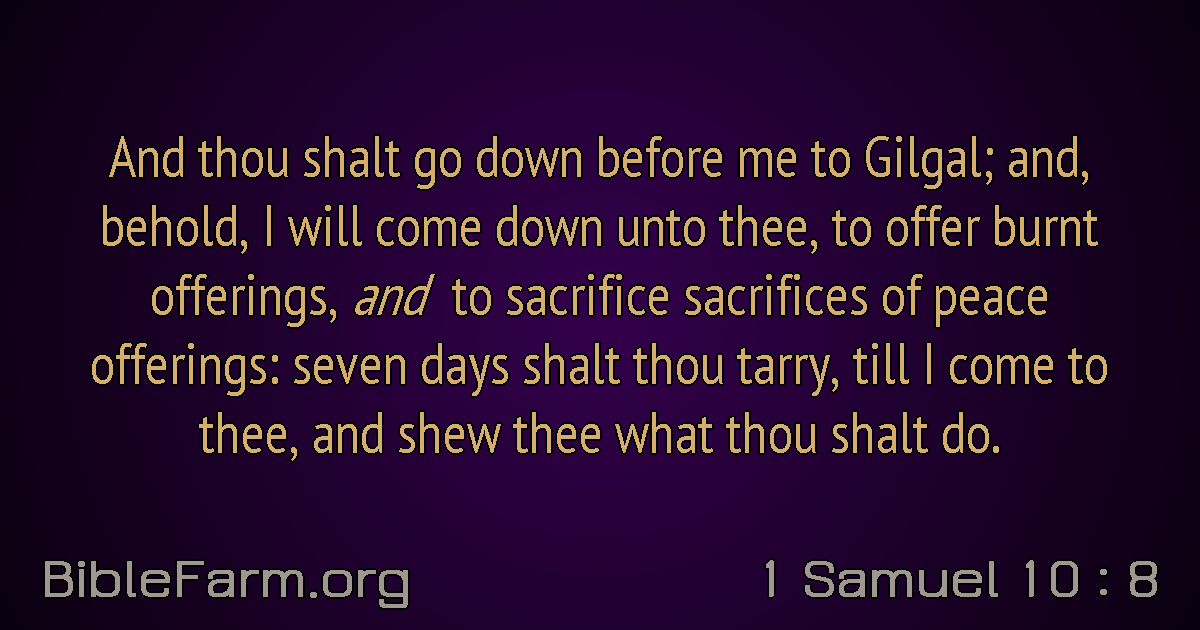 And thou shalt go down before me to Gilgal; and,
behold, I will come down unto thee, to offer burnt
offerings, and to sacrifice sacrifices of peace
offerings: seven days shalt thou tarry, till I come to
thee, and shew thee what thou shalt do.
BibleFarm.org
1 Samuel 10 : 8